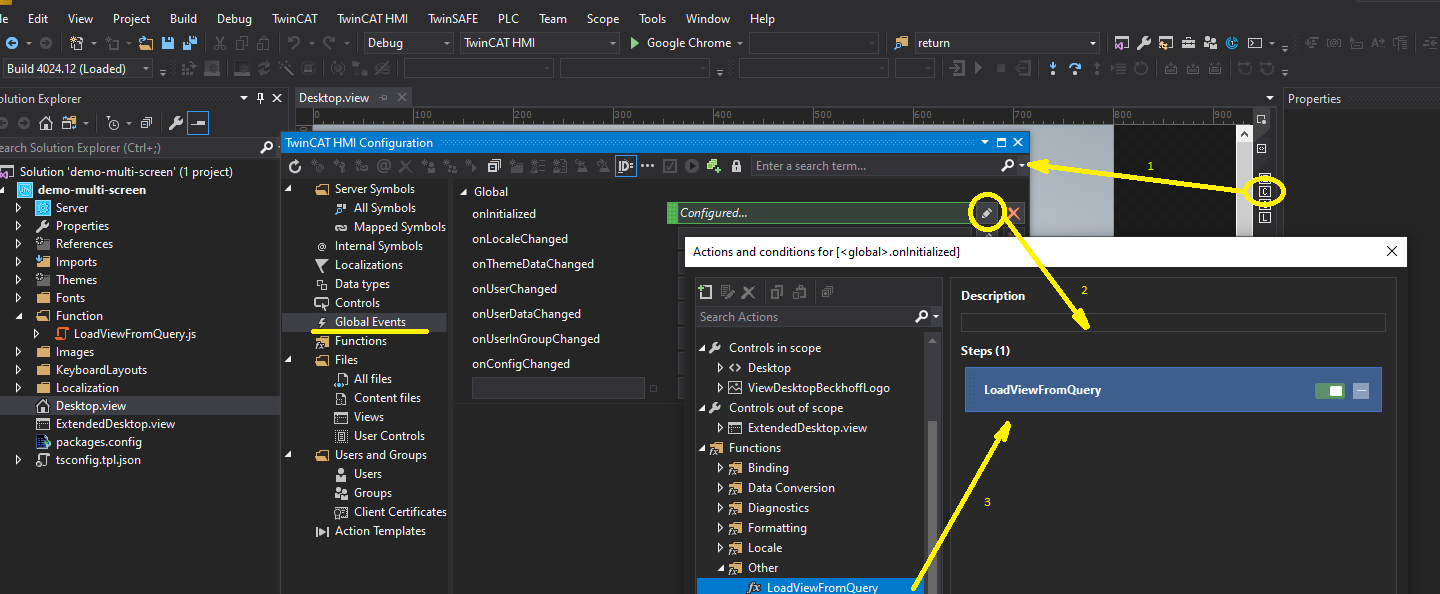 le Edit View Project Build Debug TwinCAT TwinCAT HMI TwinSAFE PLC Team Scope Tools Window Help
Debug TwinCAT HMI Google Chrome return
Build 4024.12 (Loaded)
olution Explorer
Desktop.view
Properties
0 100 200 300 400 500 600 700 800 900
earch Solution Explorer (Ctrl+;)
Solution 'demo-multi-screen' (1 project)
demo-multi-screen
Server
Properties
References
Imports
Themes
Fonts
Function
LoadViewFromQuery.js
Images
KeyboardLayouts
Localization
Desktop.view
ExtendedDesktop.view
packages.config
tsconfig.tpl.json
TwinCAT HMI Configuration
Enter a search term...
1
C
L
Server Symbols
All Symbols
Mapped Symbols
Internal Symbols
Localizations
Data types
Controls
Global Events
Functions
Files
All files
Content files
Views
User Controls
Users and Groups
Users
Groups
Client Certificates
Action Templates
Global
onInitialized
Configured...
onLocaleChanged
onThemeDataChanged
onUserChanged
onUserDataChanged
onUserInGroupChanged
onConfigChanged
Actions and conditions for [<global>.onInitialized]
2
Search Actions
Controls in scope
Desktop
ViewDesktopBeckhoffLogo
Controls out of scope
ExtendedDesktop.view
Functions
Binding
Data Conversion
Diagnostics
Formatting
Locale
Other
LoadViewFromQuery
Description
Steps (1)
LoadViewFromQuery
3